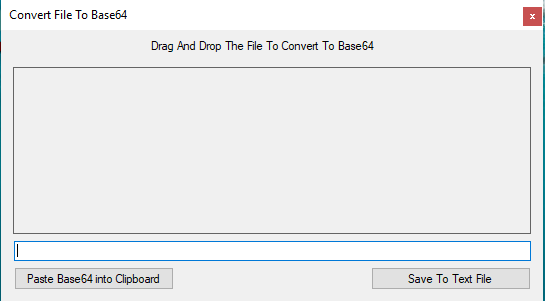 Convert File To Base64
x
Drag And Drop The File To Convert To Base64
Paste Base64 into Clipboard
Save To Text File